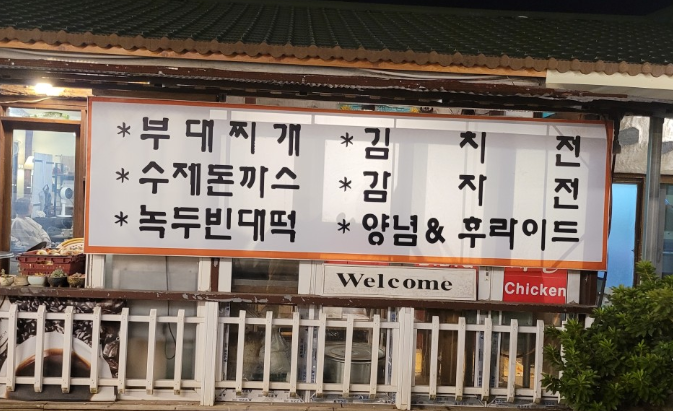 *부대찌개
*수제돈까스
*녹두빈대떡
*김치전
*감자전
*양념&후라이드
Welcome
Chicken